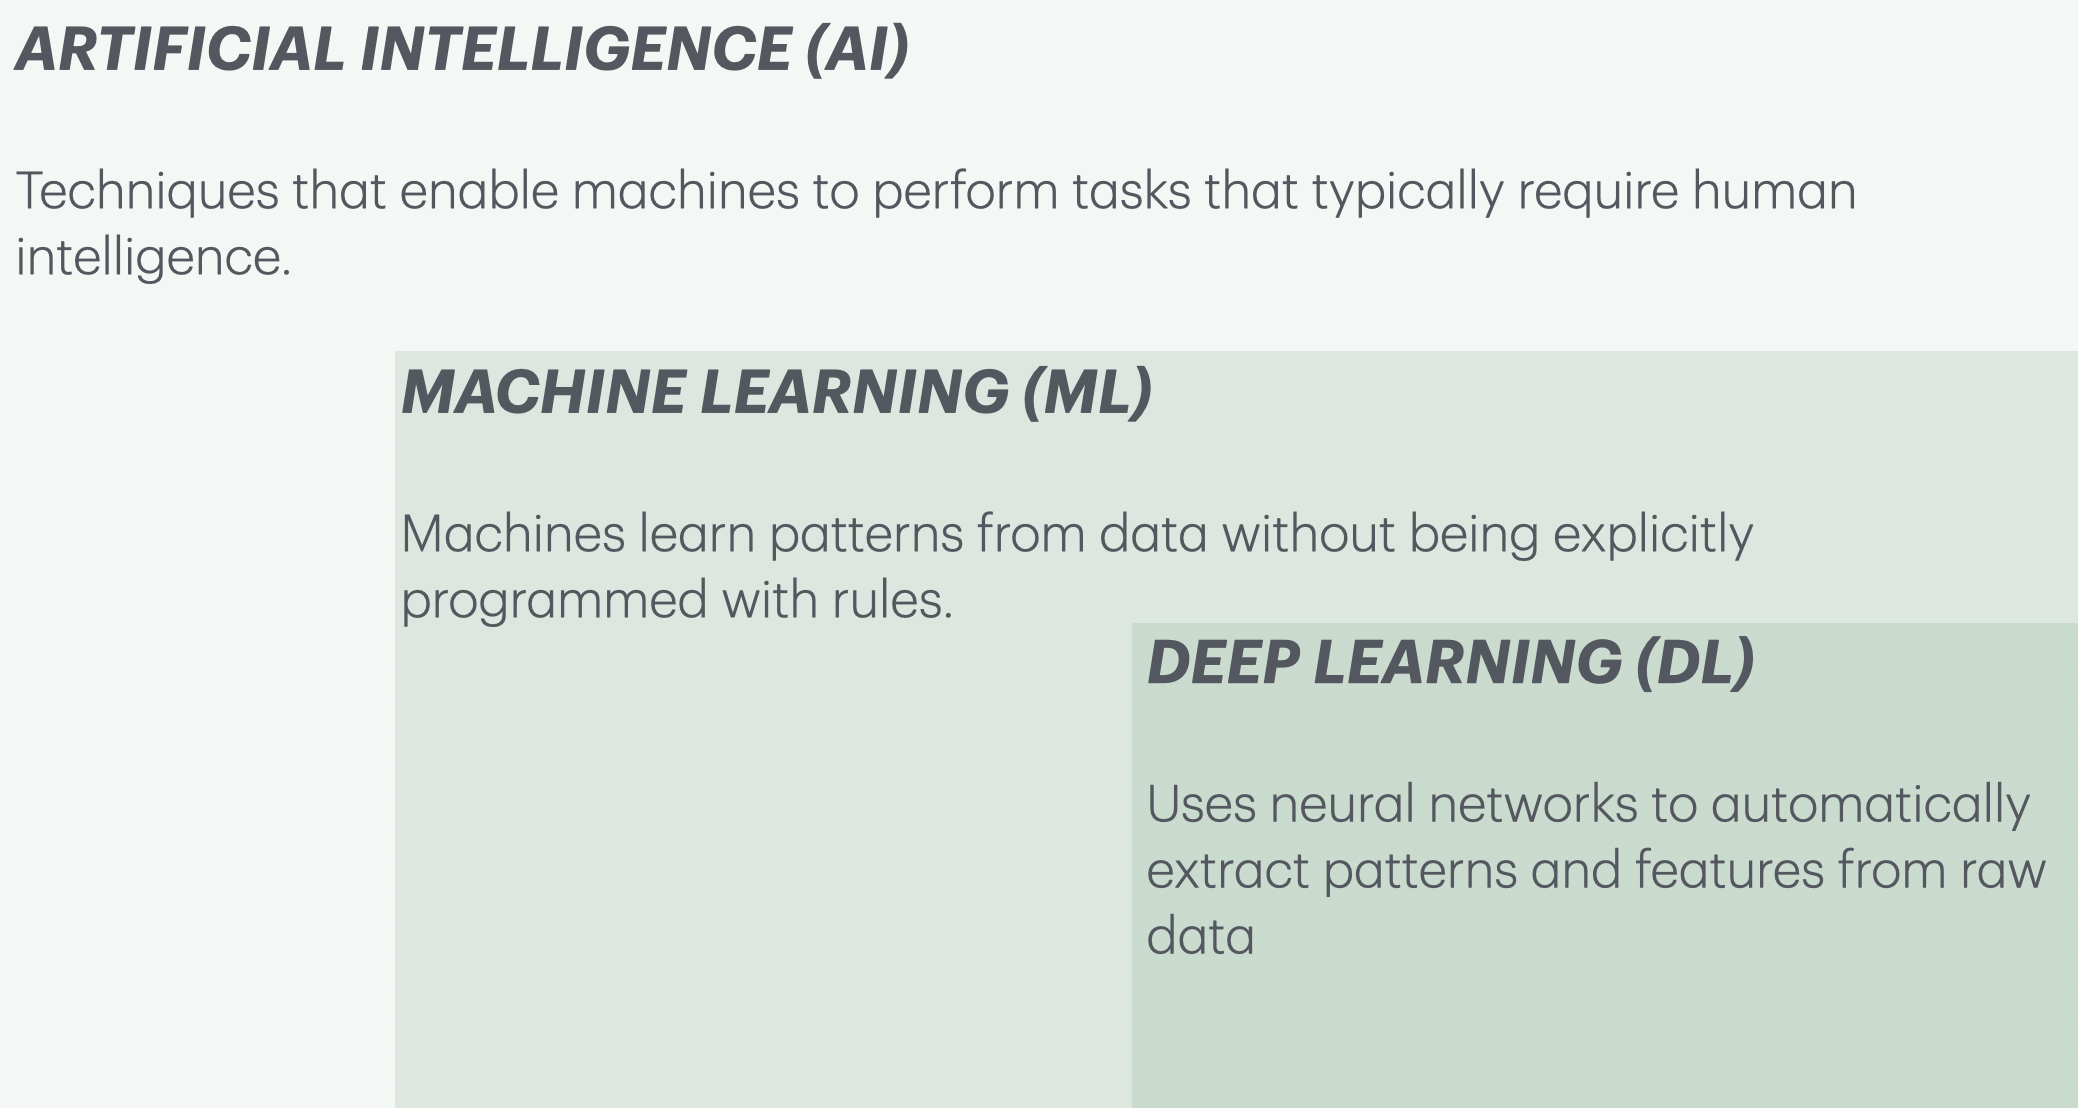 ARTIFICIAL INTELLIGENCE (AI)
Techniques that enable machines to perform tasks that typically require human
intelligence.
MACHINE LEARNING (ML)
Machines learn patterns from data without being explicitly
programmed with rules.
DEEP LEARNING (DL)
Uses neural networks to automatically
extract patterns and features from raw
data